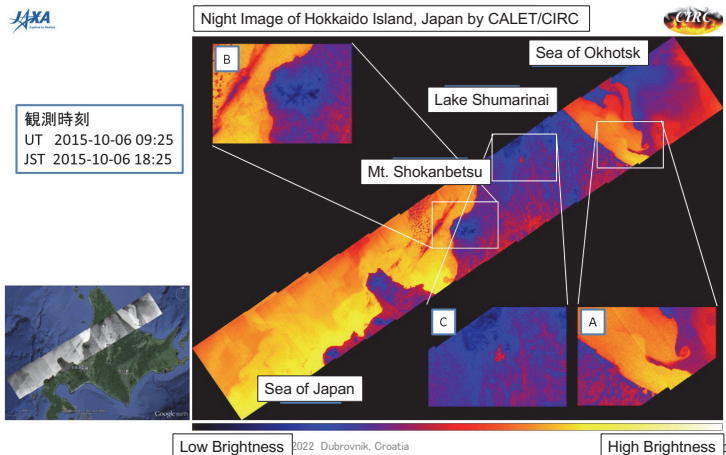 JAXA
Night Image of Hokkaido Island, Japan by CALET/CIRC
CIRC
B
Sea of Okhotsk
Lake Shumarinai
Mt. Shokanbetsu
観測時刻
UT 2015-10-06 09:25
JST 2015-10-06 18:25
C
A
Sea of Japan
Google earth
Low Brightness
2022 Dubrovnik, Croatia
High Brightness